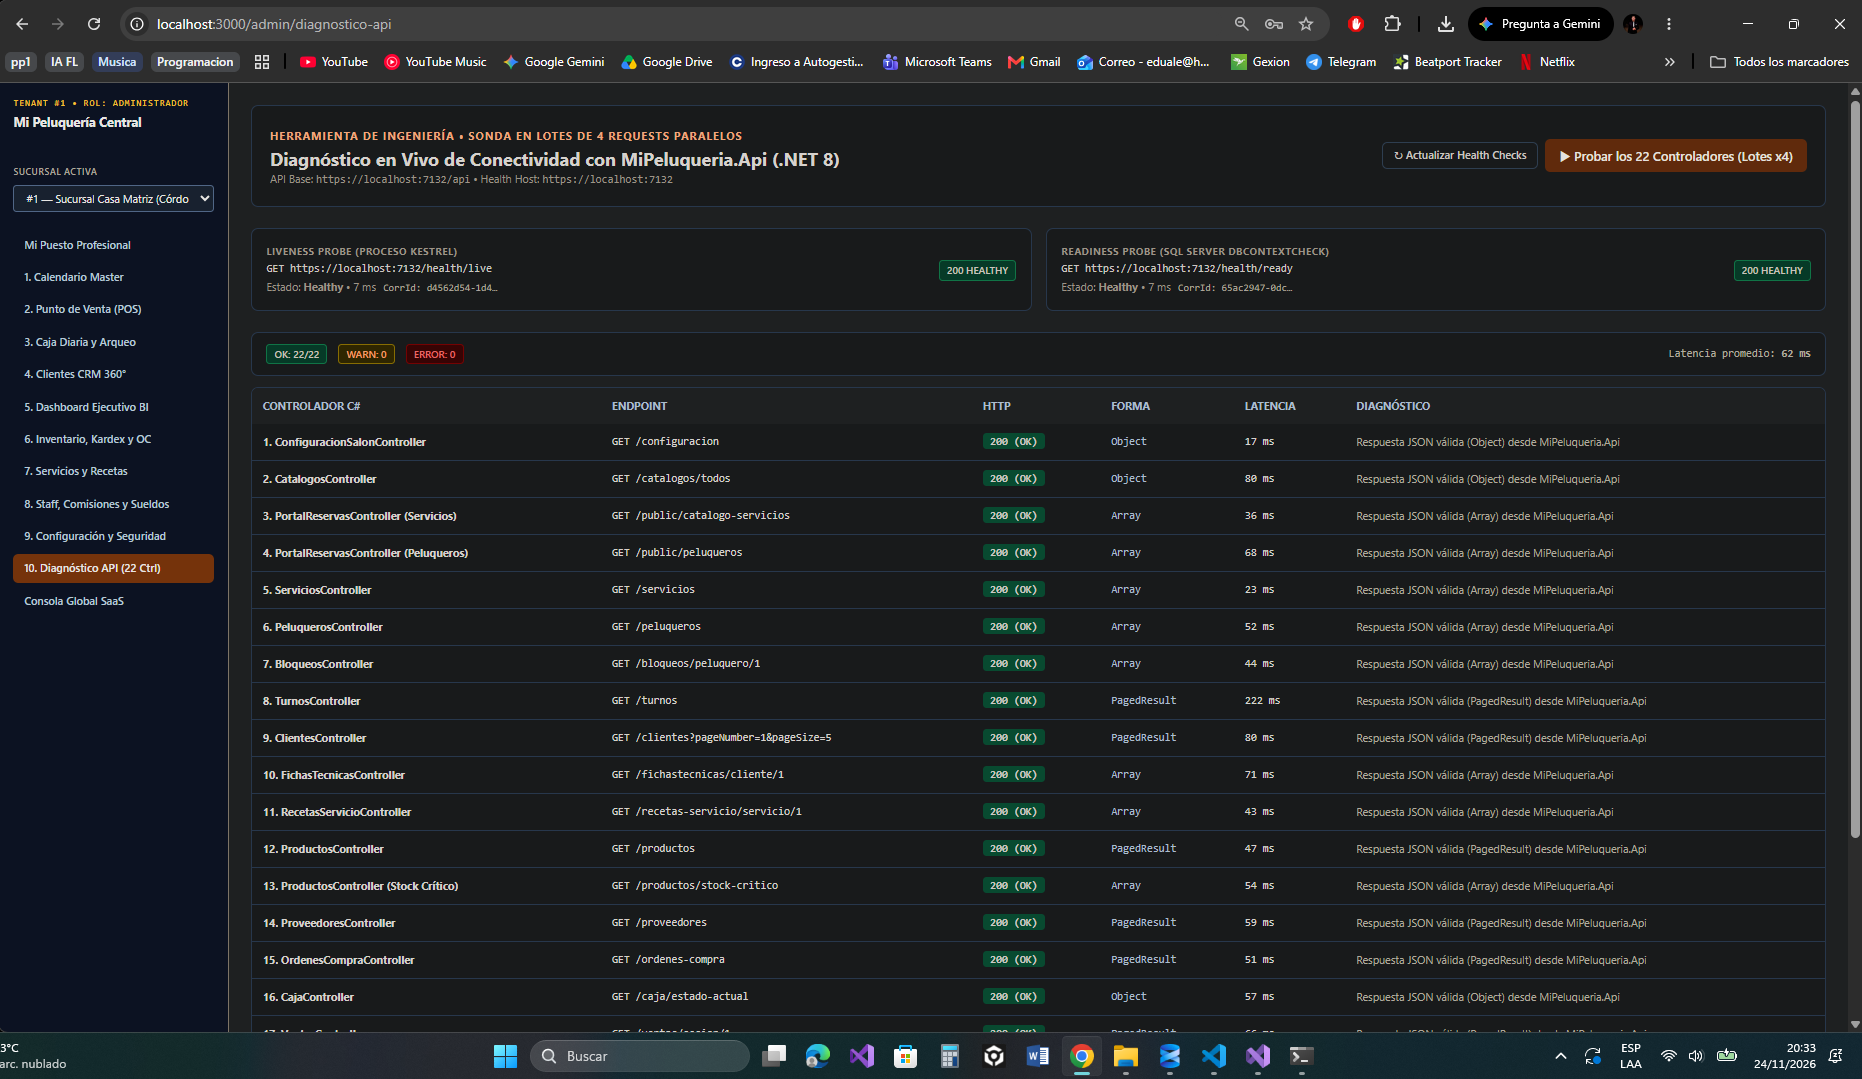 localhost:3000/admin/diagnostico-api
Pregunta a Gemini
pp1
IA FL
Musica
Programacion
YouTube
YouTube Music
Google Gemini
Google Drive
Ingreso a Autogesti...
Microsoft Teams
Gmail
Correo - eduale@h...
Gexion
Telegram
Beatport Tracker
Netflix
»
Todos los marcadores
TENANT #1 • ROL: ADMINISTRADOR
Mi Peluquería Central
SUCURSAL ACTIVA
#1 — Sucursal Casa Matriz (Córdo
Mi Puesto Profesional
1. Calendario Master
2. Punto de Venta (POS)
3. Caja Diaria y Arqueo
4. Clientes CRM 360°
5. Dashboard Ejecutivo BI
6. Inventario, Kardex y OC
7. Servicios y Recetas
8. Staff, Comisiones y Sueldos
9. Configuración y Seguridad
10. Diagnóstico API (22 Ctrl)
Consola Global SaaS
HERRAMIENTA DE INGENIERÍA • SONDA EN LOTES DE 4 REQUESTS PARALELOS
Diagnóstico en Vivo de Conectividad con MiPeluqueria.Api (.NET 8)
API Base: https://localhost:7132/api • Health Host: https://localhost:7132
↻ Actualizar Health Checks
▶ Probar los 22 Controladores (Lotes x4)
LIVENESS PROBE (PROCESO KESTREL)
GET https://localhost:7132/health/live
Estado: Healthy • 7 ms CorrId: d4562d54-1d4…
200 HEALTHY
READINESS PROBE (SQL SERVER DBCONTEXTCHECK)
GET https://localhost:7132/health/ready
Estado: Healthy • 7 ms CorrId: 65ac2947-0dc…
200 HEALTHY
OK: 22/22
WARN: 0
ERROR: 0
Latencia promedio: 62 ms
CONTROLADOR C# ENDPOINT HTTP FORMA LATENCIA DIAGNÓSTICO
1. ConfiguracionSalonController GET /configuracion 200 (OK) Object 17 ms Respuesta JSON válida (Object) desde MiPeluqueria.Api
2. CatalogosController GET /catalogos/todos 200 (OK) Object 80 ms Respuesta JSON válida (Object) desde MiPeluqueria.Api
3. PortalReservasController (Servicios) GET /public/catalogo-servicios 200 (OK) Array 36 ms Respuesta JSON válida (Array) desde MiPeluqueria.Api
4. PortalReservasController (Peluqueros) GET /public/peluqueros 200 (OK) Array 68 ms Respuesta JSON válida (Array) desde MiPeluqueria.Api
5. ServiciosController GET /servicios 200 (OK) Array 23 ms Respuesta JSON válida (Array) desde MiPeluqueria.Api
6. PeluquerosController GET /peluqueros 200 (OK) Array 52 ms Respuesta JSON válida (Array) desde MiPeluqueria.Api
7. BloqueosController GET /bloqueos/peluquero/1 200 (OK) Array 44 ms Respuesta JSON válida (Array) desde MiPeluqueria.Api
8. TurnosController GET /turnos 200 (OK) PagedResult 222 ms Respuesta JSON válida (PagedResult) desde MiPeluqueria.Api
9. ClientesController GET /clientes?pageNumber=1&pageSize=5 200 (OK) PagedResult 80 ms Respuesta JSON válida (PagedResult) desde MiPeluqueria.Api
10. FichasTecnicasController GET /fichastecnicas/cliente/1 200 (OK) Array 71 ms Respuesta JSON válida (Array) desde MiPeluqueria.Api
11. RecetasServicioController GET /recetas-servicio/servicio/1 200 (OK) Array 43 ms Respuesta JSON válida (Array) desde MiPeluqueria.Api
12. ProductosController GET /productos 200 (OK) PagedResult 47 ms Respuesta JSON válida (PagedResult) desde MiPeluqueria.Api
13. ProductosController (Stock Crítico) GET /productos/stock-critico 200 (OK) Array 54 ms Respuesta JSON válida (Array) desde MiPeluqueria.Api
14. ProveedoresController GET /proveedores 200 (OK) PagedResult 59 ms Respuesta JSON válida (PagedResult) desde MiPeluqueria.Api
15. OrdenesCompraController GET /ordenes-compra 200 (OK) PagedResult 51 ms Respuesta JSON válida (PagedResult) desde MiPeluqueria.Api
16. CajaController GET /caja/estado-actual 200 (OK) Object 57 ms Respuesta JSON válida (Object) desde MiPeluqueria.Api
3°C
arc. nublado
Buscar
ESP
LAA
20:33
24/11/2026